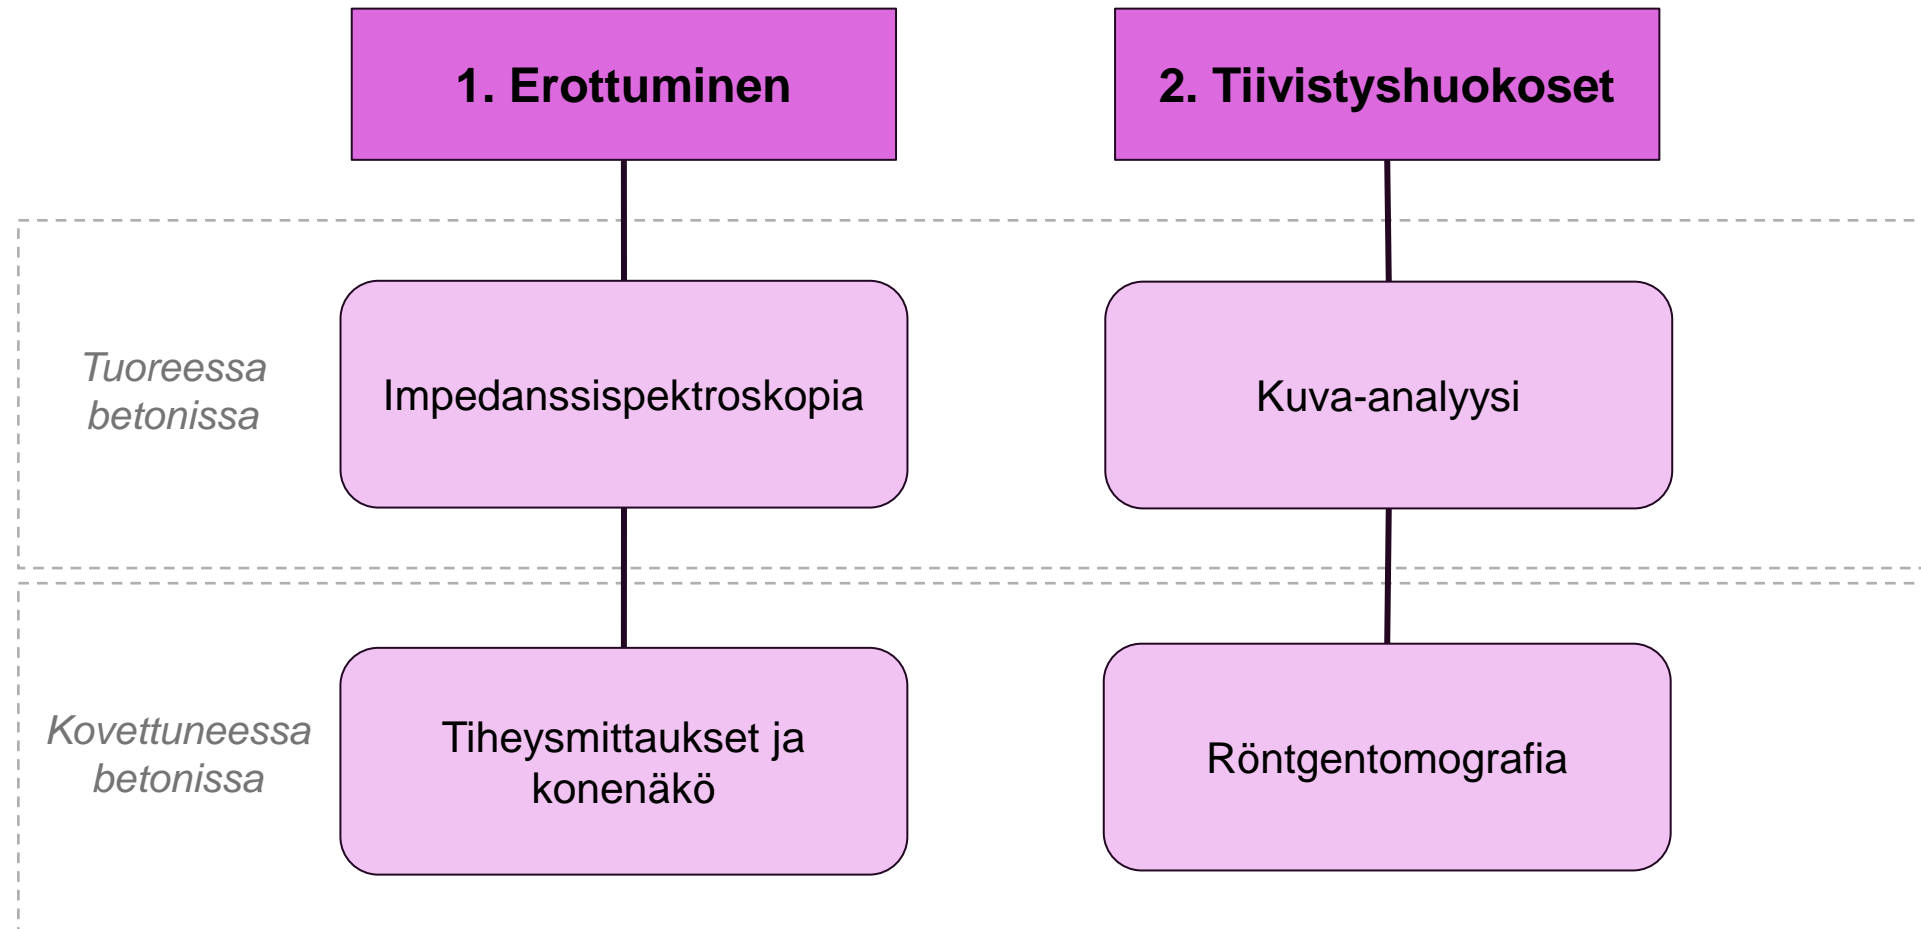 1. Erottuminen
2. Tiivistyshuokoset
Tuoreessa
betonissa
Impedanssispektroskopia
Kuva-analyysi
Kovettuneessa
betonissa
Tiheysmittaukset ja
konenäkö
Röntgentomografia